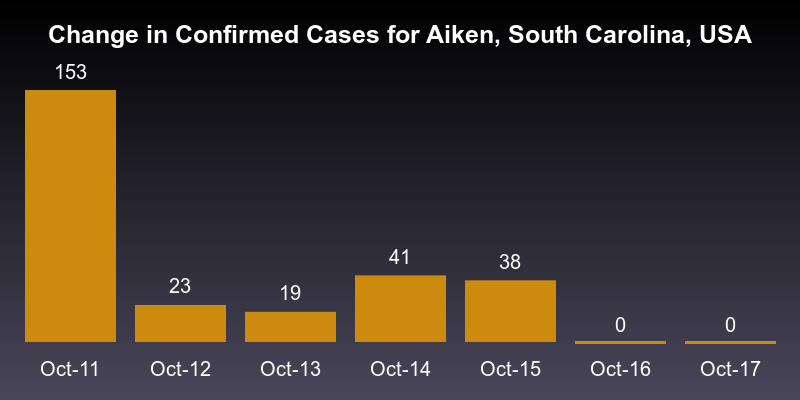 Change in Confirmed Cases for Aiken, South Carolina, USA
153
23
19
41
38
0
0
Oct-11
Oct-12
Oct-13
Oct-14
Oct-15
Oct-16
Oct-17